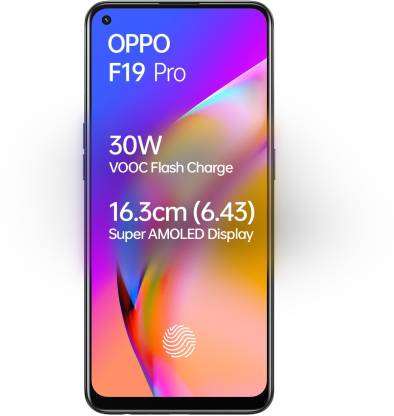 OPPO
F19 Pro
30W
VOOC Flash Charge
16.3cm (6.43)
Super AMOLED Display